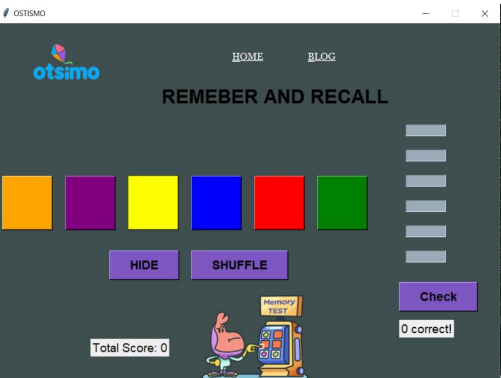 OSTISMO
HOME BLOG
otsimo
REMEBER AND RECALL
HIDE SHUFFLE
Check
Memory
TEST
0 correct!
Total Score: 0